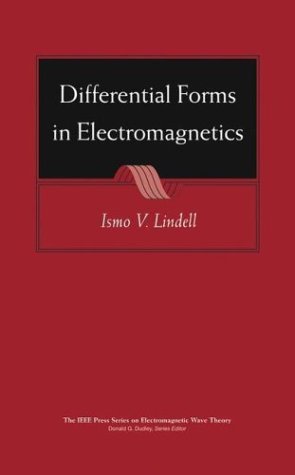 Differential Forms
in Electromagnetics
Ismo V. Lindell
The IEEE Press Series on Electromagnetic Wave Theory
Donald G. Dudley, Series Editor